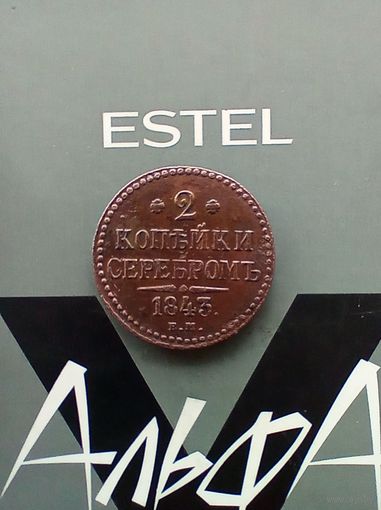 ESTEL
2
КОПѢЙКИ
СЕРЕБРОМЪ
1843.
Е.М.
АльфА